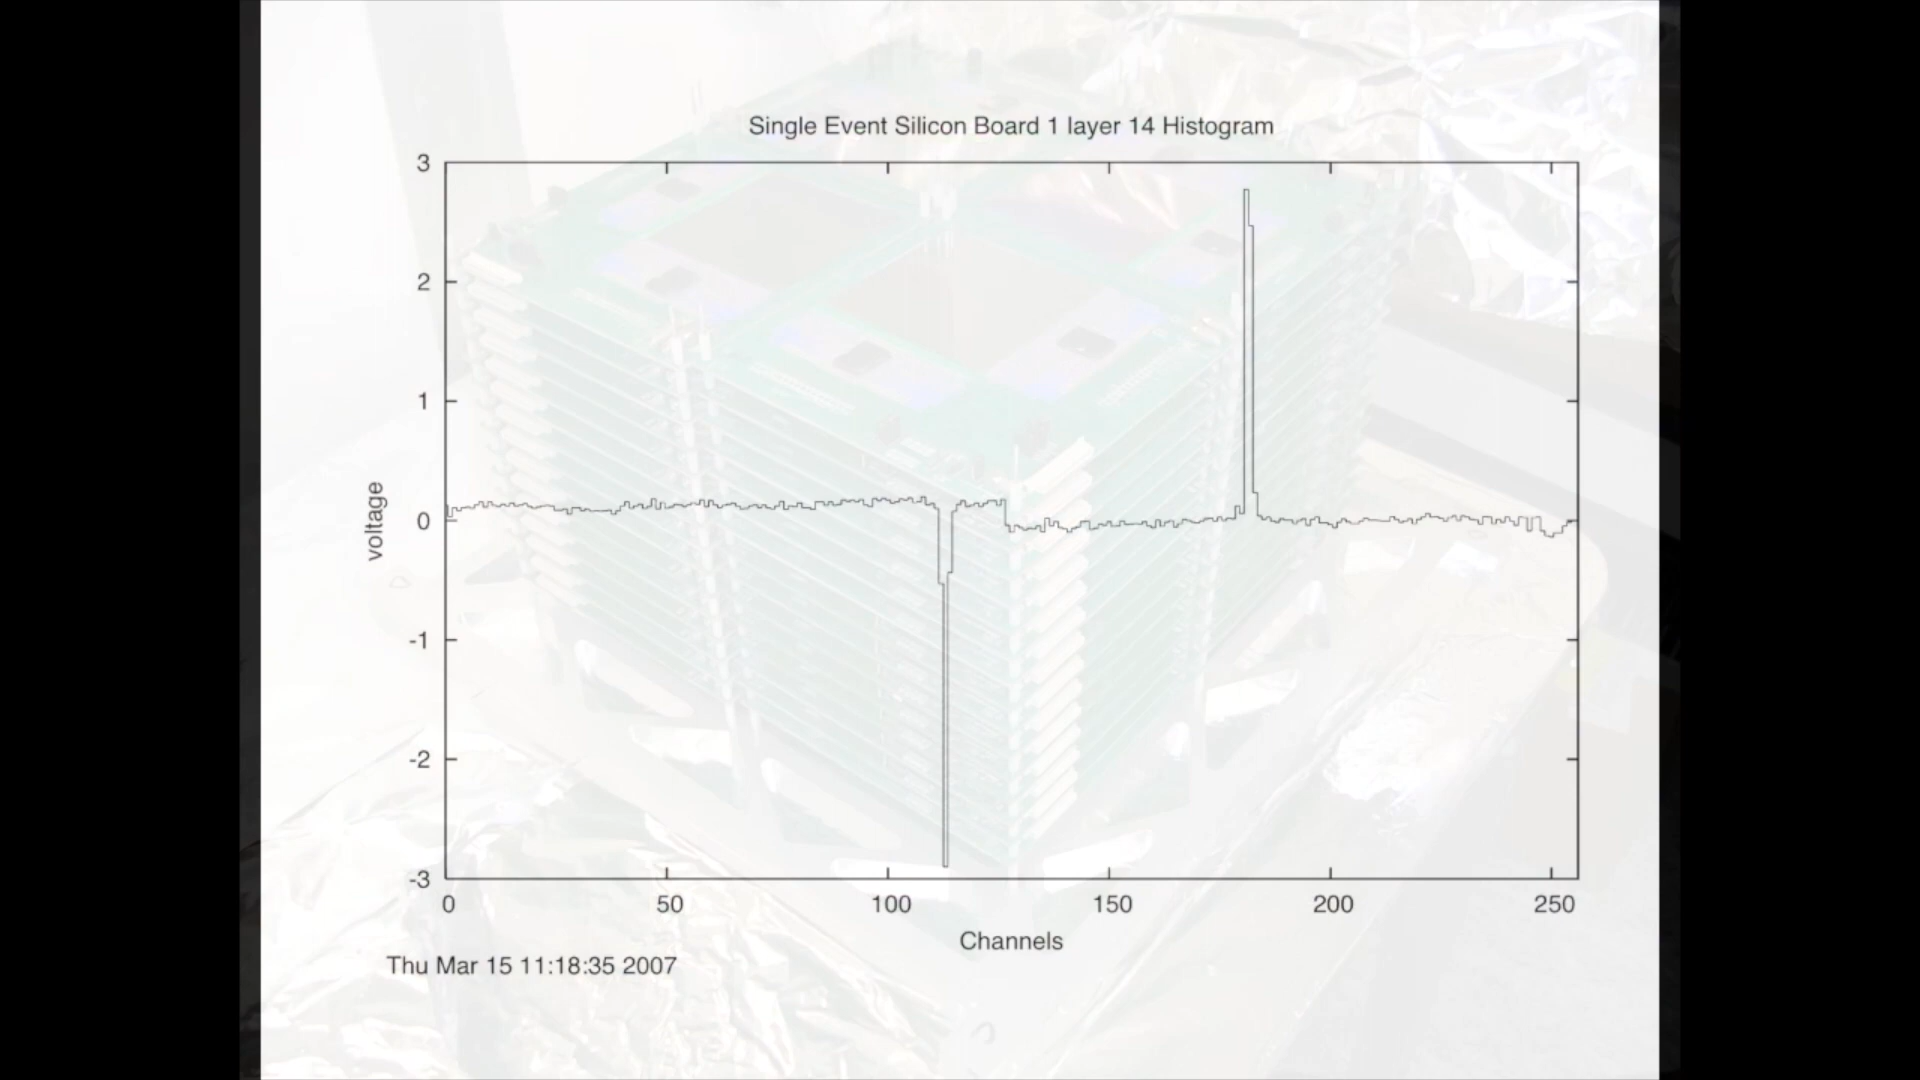 Single Event Silicon Board 1 layer 14 Histogram
3
2
1
0
-1
-2
-3
voltage
0 50 100 150 200 250
Channels
Thu Mar 15 11:18:35 2007